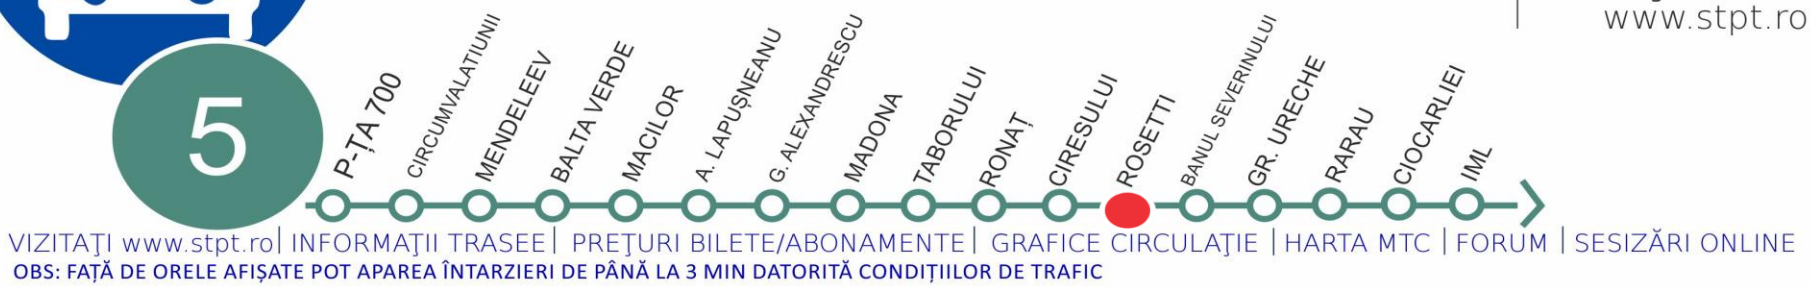 www.stpt.ro
5
P-ȚA 700
CIRCUMVALATIUNII
MENDELEEV
BALTA VERDE
MACILOR
A. LAPUȘNEANU
G. ALEXANDRESCU
MADONA
TABORULUI
RONAȚ
CIRESULUI
ROSETTI
BANUL SEVERINULUI
GR. URECHE
RARAU
CIOCARLIEI
IML
VIZITAŢI www.stpt.ro| INFORMAŢII TRASEE| PREŢURI BILETE/ABONAMENTE| GRAFICE CIRCULAŢIE |HARTA MTC |FORUM |SESIZĂRI ONLINE
OBS: FAȚĂ DE ORELE AFIȘATE POT APAREA ÎNTARZIERI DE PÂNĂ LA 3 MIN DATORITĂ CONDIȚIILOR DE TRAFIC